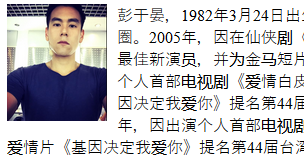 彭于晏，1982年3月24日出生
圈。2005年，因在仙侠剧《
最佳新演员，并为金马短片
个人首部电视剧《爱情白皮
因决定我爱你》提名第44届
年，因出演个人首部电视剧
爱情片《基因决定我爱你》提名第44届台湾